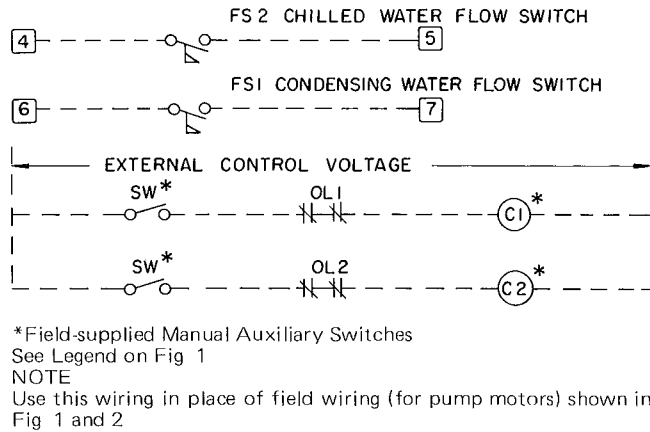 FS2 CHILLED WATER FLOW SWITCH
4 5
FS1 CONDENSING WATER FLOW SWITCH
6 7
EXTERNAL CONTROL VOLTAGE
SW* OL1 C1*
SW* OL2 C2*
*Field-supplied Manual Auxiliary Switches
See Legend on Fig 1
NOTE
Use this wiring in place of field wiring (for pump motors) shown in
Fig 1 and 2